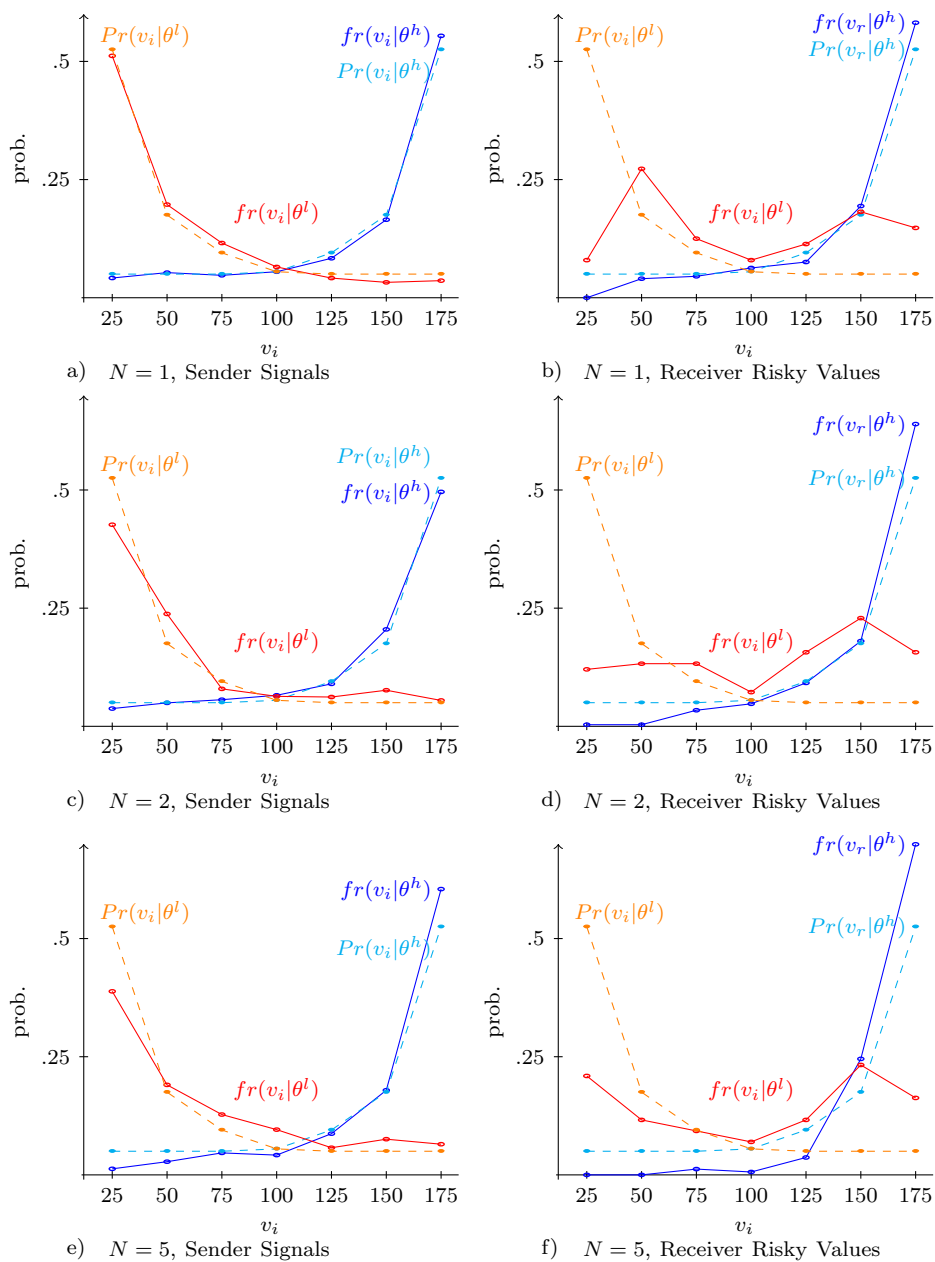 Pr(v_i|θ^l)
fr(v_i|θ^h)
Pr(v_i|θ^h)
fr(v_i|θ^l)
.5
.25
prob.
25 50 75 100 125 150 175
v_i
a) N = 1, Sender Signals
Pr(v_i|θ^l)
fr(v_r|θ^h)
Pr(v_r|θ^h)
fr(v_i|θ^l)
.5
.25
prob.
25 50 75 100 125 150 175
v_i
b) N = 1, Receiver Risky Values
Pr(v_i|θ^l)
Pr(v_i|θ^h)
fr(v_i|θ^h)
fr(v_i|θ^l)
.5
.25
prob.
25 50 75 100 125 150 175
v_i
c) N = 2, Sender Signals
fr(v_r|θ^h)
Pr(v_i|θ^l)
Pr(v_r|θ^h)
fr(v_i|θ^l)
.5
.25
prob.
25 50 75 100 125 150 175
v_i
d) N = 2, Receiver Risky Values
fr(v_i|θ^h)
Pr(v_i|θ^l)
Pr(v_i|θ^h)
fr(v_i|θ^l)
.5
.25
prob.
25 50 75 100 125 150 175
v_i
e) N = 5, Sender Signals
fr(v_r|θ^h)
Pr(v_i|θ^l)
Pr(v_r|θ^h)
fr(v_i|θ^l)
.5
.25
prob.
25 50 75 100 125 150 175
v_i
f) N = 5, Receiver Risky Values